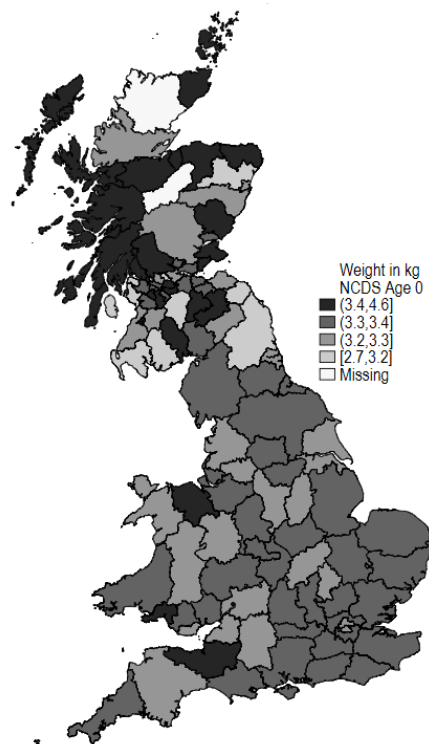 Weight in kg
NCDS Age 0
(3.4,4.6]
(3.3,3.4]
(3.2,3.3]
[2.7,3.2]
Missing